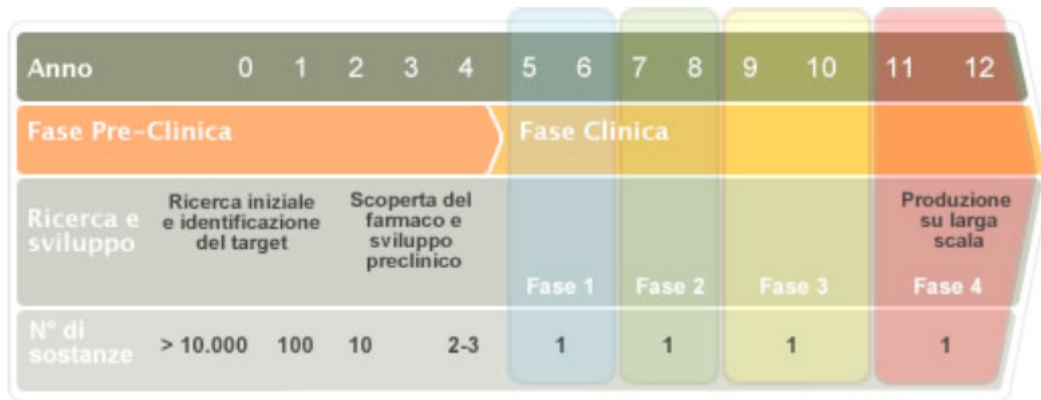 Anno 0 1 2 3 4 5 6 7 8 9 10 11 12
Fase Pre-Clinica Fase Clinica
Ricerca e
sviluppo
Ricerca iniziale
e identificazione
del target
Scoperta del
farmaco e
sviluppo
preclinico
Produzione
su larga
scala
Fase 1 Fase 2 Fase 3 Fase 4
N° di
sostanze
> 10.000 100 10 2-3 1 1 1 1